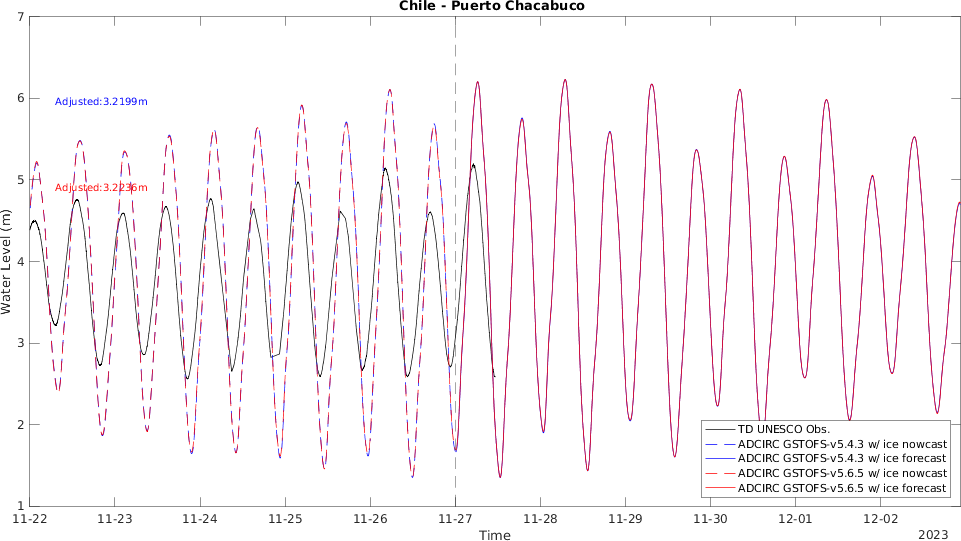 Chile - Puerto Chacabuco
7
6
5
4
3
2
1
Water Level (m)
Adjusted:3.2199m
Adjusted:3.2236m
TD UNESCO Obs.
ADCIRC GSTOFS-v5.4.3 w/ ice nowcast
ADCIRC GSTOFS-v5.4.3 w/ ice forecast
ADCIRC GSTOFS-v5.6.5 w/ ice nowcast
ADCIRC GSTOFS-v5.6.5 w/ ice forecast
11-22 11-23 11-24 11-25 11-26 11-27 11-28 11-29 11-30 12-01 12-02
Time
2023